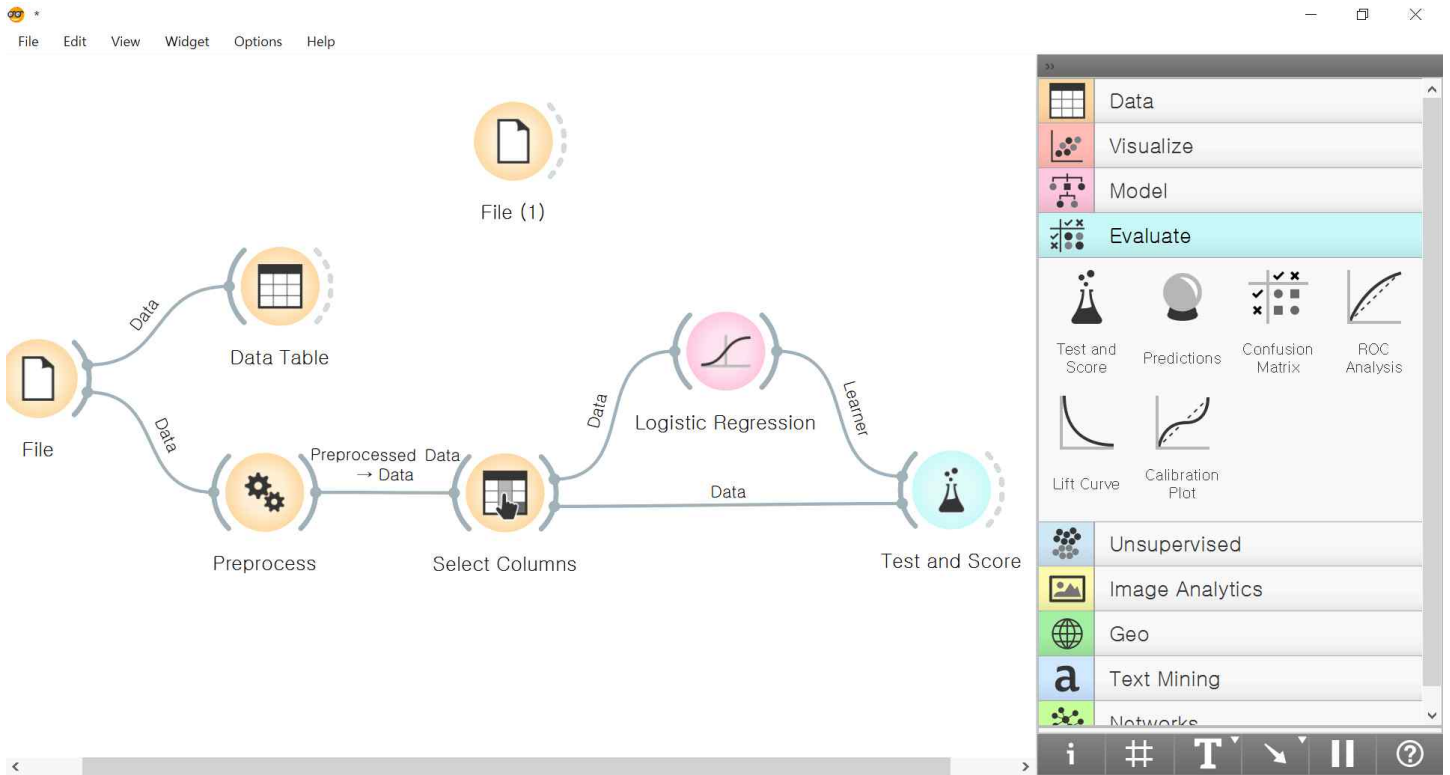 *
File Edit View Widget Options Help
File (1)
Data
Data Table
File
Data
Preprocess
Preprocessed Data
→ Data
Select Columns
Data
Logistic Regression
Learner
Data
Test and Score
››
Data
Visualize
Model
Evaluate
Test and
Score
Predictions
Confusion
Matrix
ROC
Analysis
Lift Curve
Calibration
Plot
Unsupervised
Image Analytics
Geo
a Text Mining
Networks
i # T ?